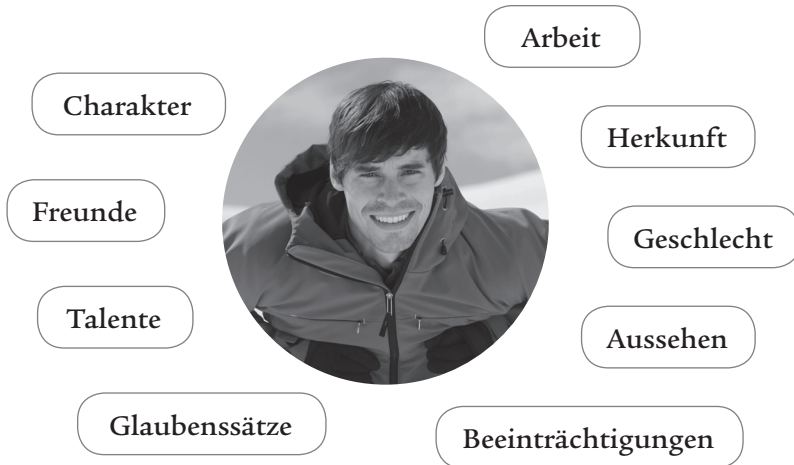 Arbeit
Charakter
Herkunft
Freunde
Geschlecht
Talente
Aussehen
Glaubenssätze
Beeinträchtigungen